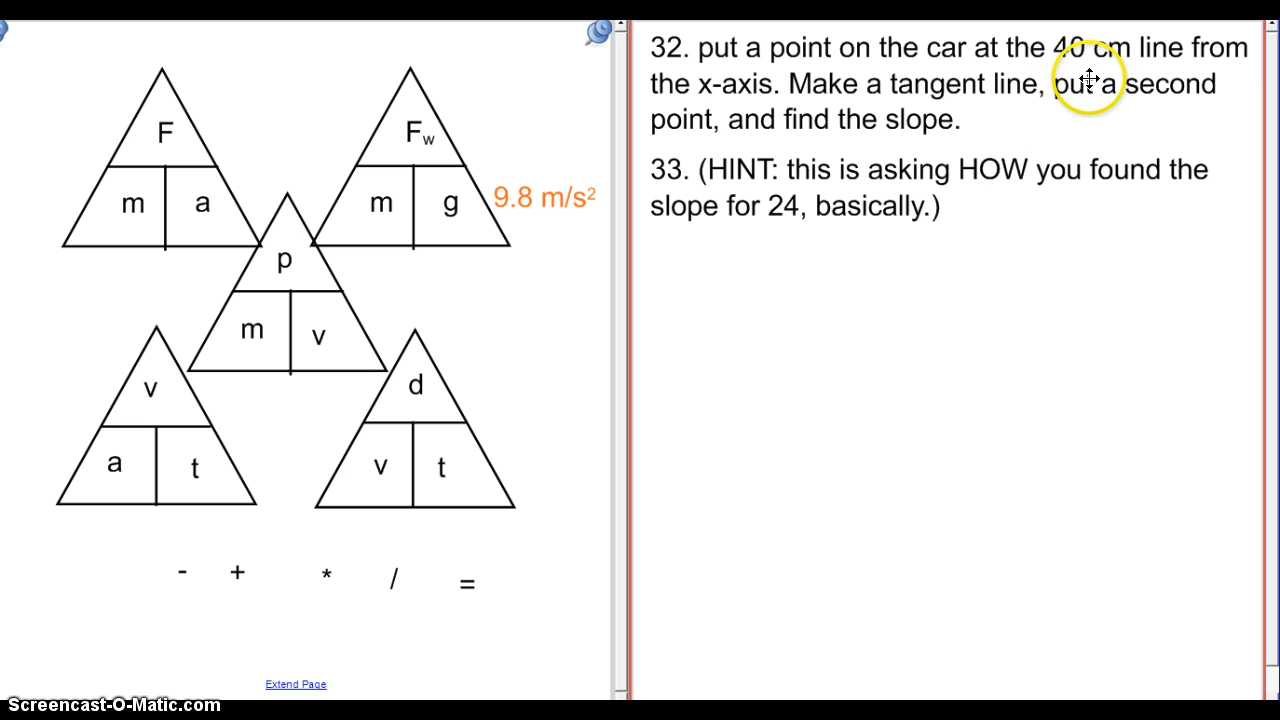 F
m a
Fw
m g
9.8 m/s²
p
m v
v
a t
d
v t
- + * / =
Extend Page
32. put a point on the car at the 40 cm line from
the x-axis. Make a tangent line, put a second
point, and find the slope.
33. (HINT: this is asking HOW you found the
slope for 24, basically.)
Screencast-O-Matic.com